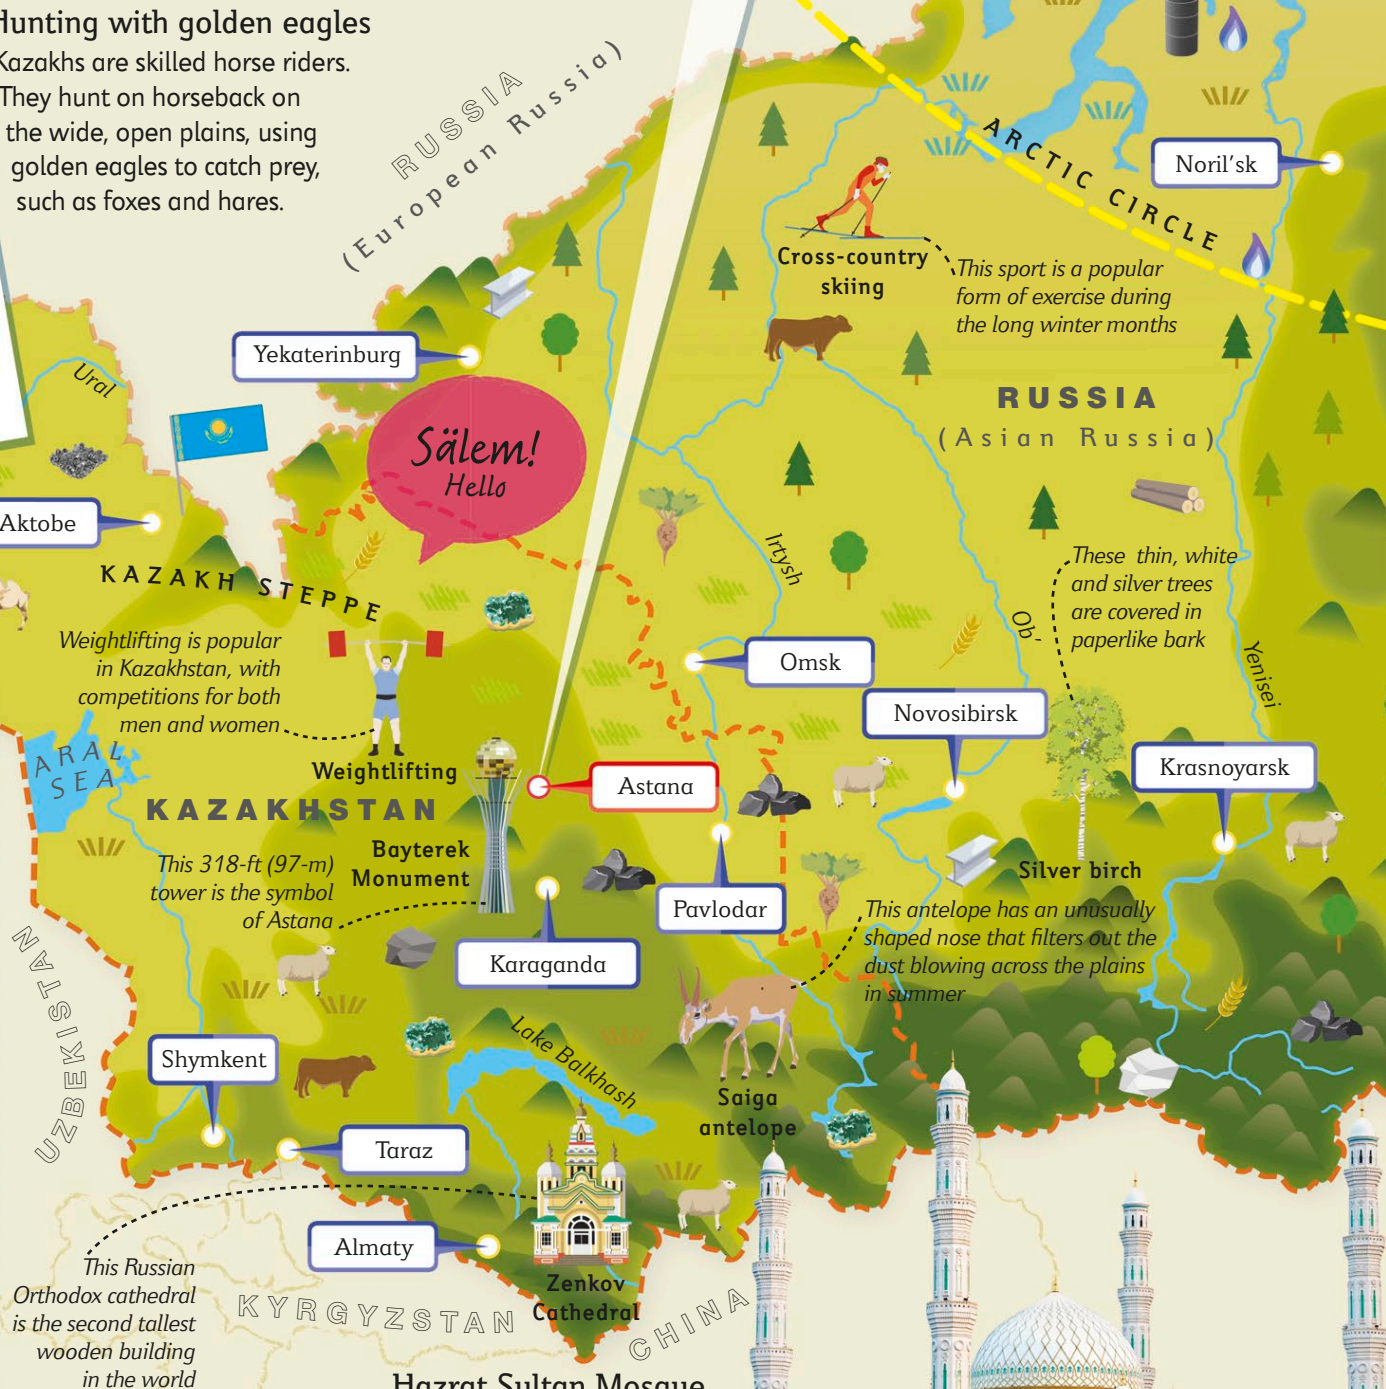 Hunting with golden eagles
Kazakhs are skilled horse riders.
They hunt on horseback on
the wide, open plains, using
golden eagles to catch prey,
such as foxes and hares.
RUSSIA
(European Russia)
ARCTIC CIRCLE
Noril'sk
Cross-country
skiing
This sport is a popular
form of exercise during
the long winter months
Yekaterinburg
Ural
RUSSIA
(Asian Russia)
Sälem!
Hello
Aktobe
KAZAKH STEPPE
Irtysh
These thin, white
and silver trees
are covered in
paperlike bark
Ob'
Yenisei
Weightlifting is popular
in Kazakhstan, with
competitions for both
men and women
Weightlifting
Omsk
Novosibirsk
Krasnoyarsk
ARAL
SEA
KAZAKHSTAN
Astana
Bayterek
Monument
This 318-ft (97-m)
tower is the symbol
of Astana
Silver birch
Pavlodar
Karaganda
This antelope has an unusually
shaped nose that filters out the
dust blowing across the plains
in summer
UZBEKISTAN
Shymkent
Lake Balkhash
Saiga
antelope
Taraz
Almaty
This Russian
Orthodox cathedral
is the second tallest
wooden building
in the world
Zenkov
Cathedral
KYRGYZSTAN
CHINA
Hazrat Sultan Mosque